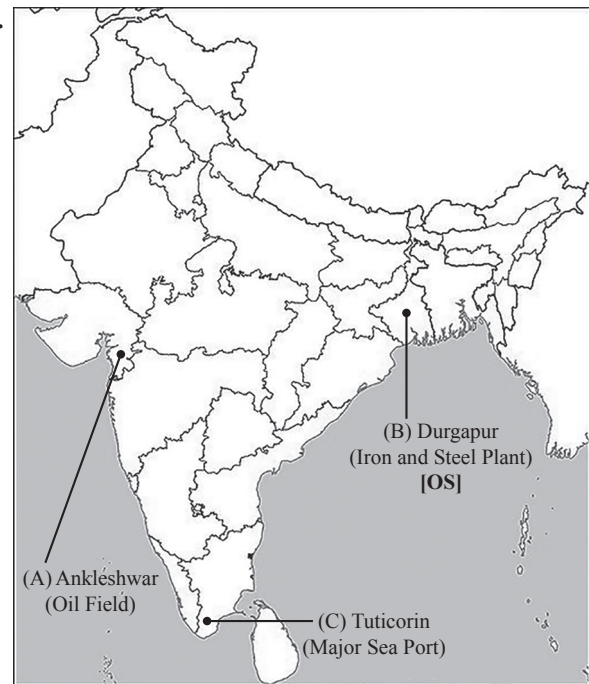 (B) Durgapur
(Iron and Steel Plant)
[OS]
(A) Ankleshwar
(Oil Field)
(C) Tuticorin
(Major Sea Port)